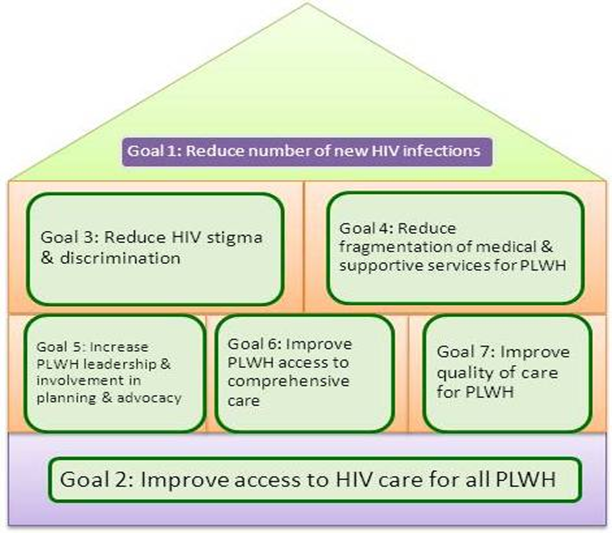 Goal 1: Reduce number of new HIV infections
Goal 3: Reduce HIV stigma
& discrimination
Goal 4: Reduce
fragmentation of medical &
supportive services for PLWH
Goal 5: Increase
PLWH leadership &
involvement in
planning & advocacy
Goal 6: Improve
PLWH access to
comprehensive
care
Goal 7: Improve
quality of care
for PLWH
Goal 2: Improve access to HIV care for all PLWH